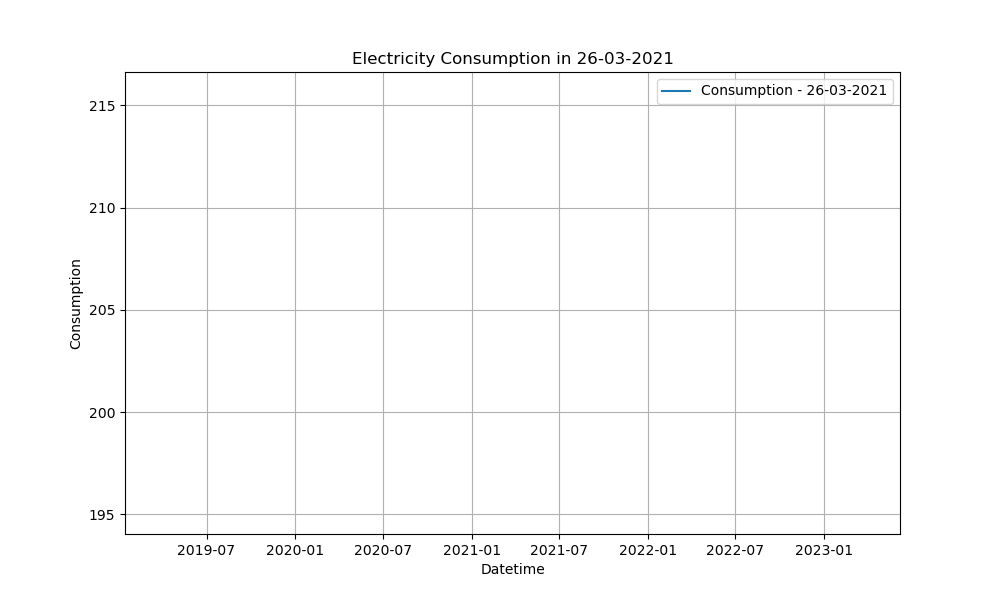 Electricity Consumption in 26-03-2021
Consumption - 26-03-2021
215
210
205
200
195
Consumption
2019-07 2020-01 2020-07 2021-01 2021-07 2022-01 2022-07 2023-01
Datetime